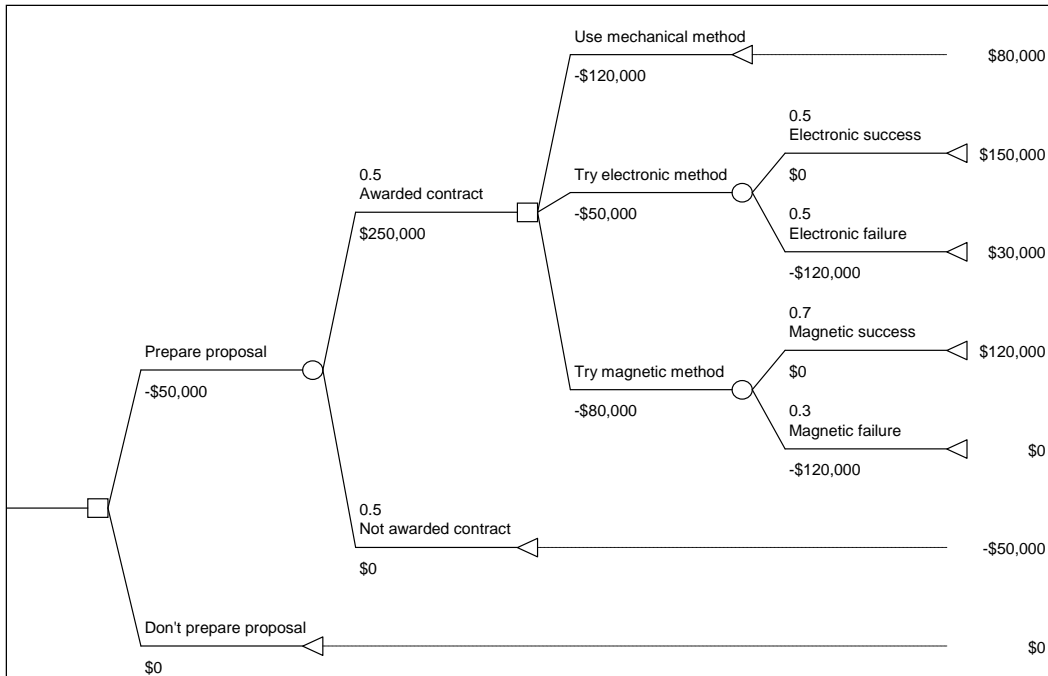 Use mechanical method
$80,000
-$120,000
0.5
Electronic success
$150,000
0.5
Try electronic method
$0
Awarded contract
-$50,000
0.5
$250,000
Electronic failure
$30,000
-$120,000
0.7
Magnetic success
Prepare proposal
$120,000
Try magnetic method
$0
-$50,000
-$80,000
0.3
Magnetic failure
$0
-$120,000
0.5
Not awarded contract
-$50,000
$0
Don't prepare proposal
$0
$0